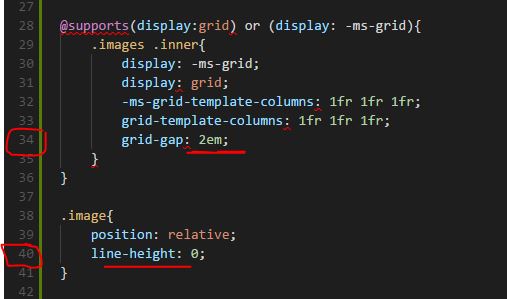 27
28 @supports(display:grid) or (display: -ms-grid){
29 .images .inner{
30 display: -ms-grid;
31 display: grid;
32 -ms-grid-template-columns: 1fr 1fr 1fr;
33 grid-template-columns: 1fr 1fr 1fr;
34 grid-gap: 2em;
35 }
36 }
37
38 .image{
39 position: relative;
40 line-height: 0;
41 }
42